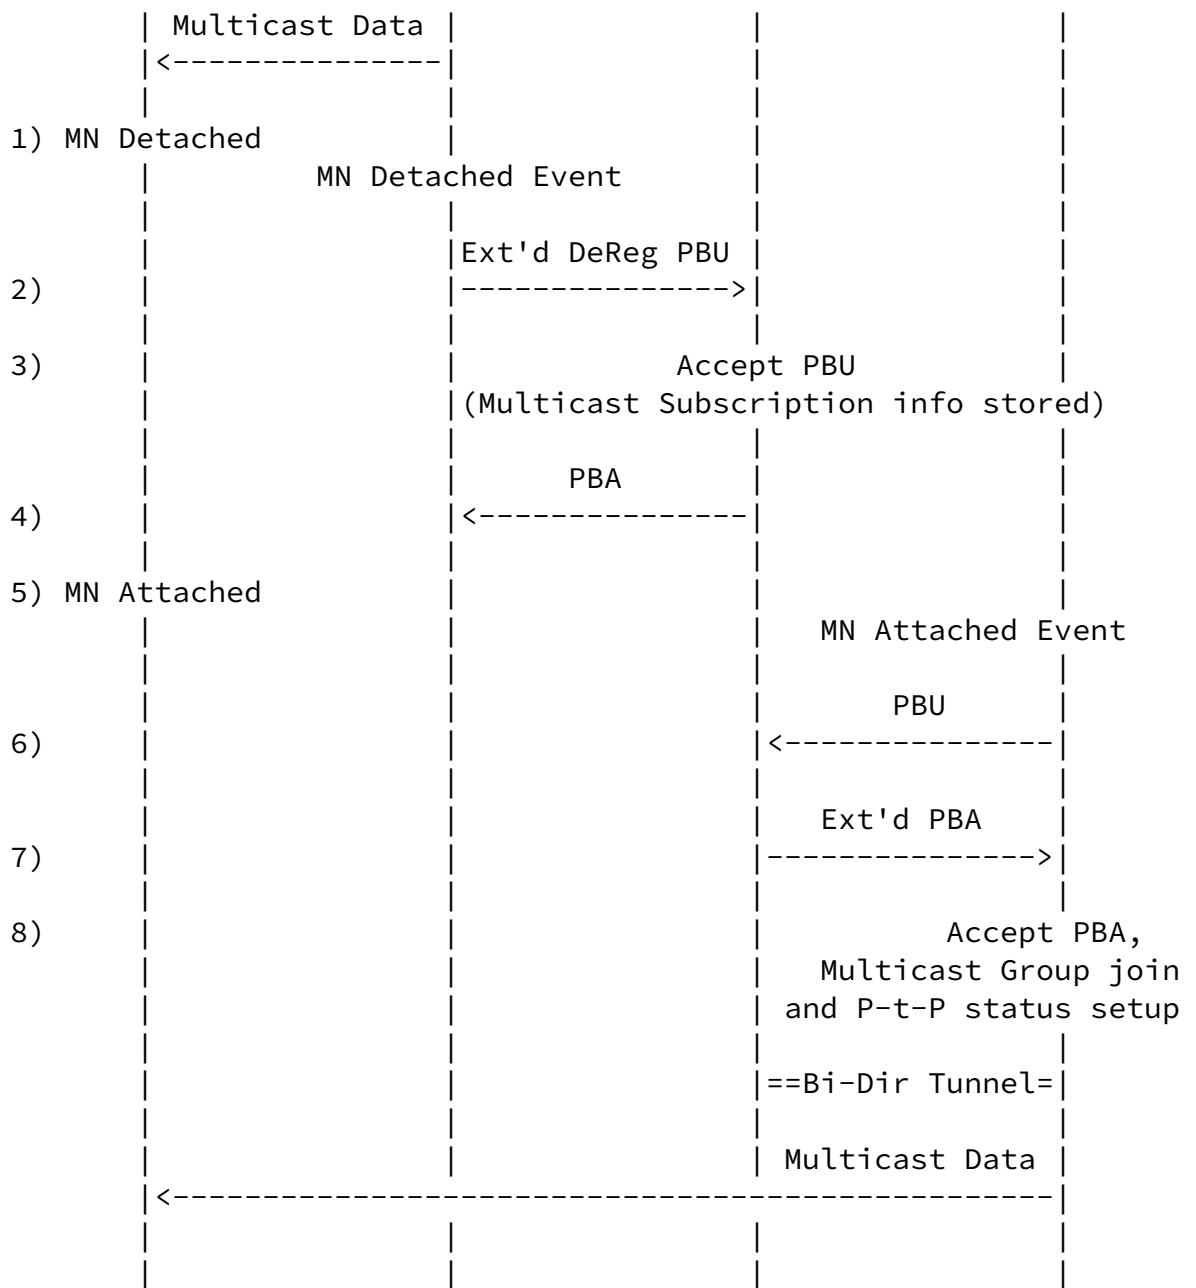 Multicast Data
<---------------
1) MN Detached
MN Detached Event
Ext'd DeReg PBU
2) --------------->
3) Accept PBU
(Multicast Subscription info stored)
PBA
4) <---------------
5) MN Attached
MN Attached Event
PBU
6) <---------------
Ext'd PBA
7) --------------->
8) Accept PBA,
Multicast Group join
and P-t-P status setup
==Bi-Dir Tunnel=
Multicast Data
<-------------------------------------------------